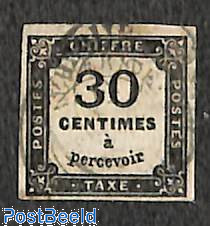 CHIFFRE
POSTES
POSTES
30
CENTIMES
à
percevoir
TAXE
PostBeeld